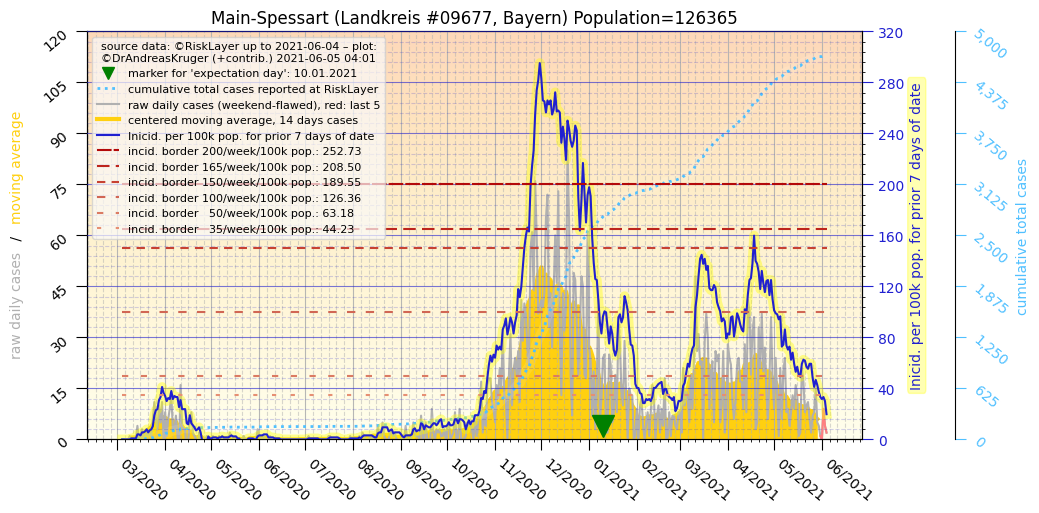 Main-Spessart (Landkreis #09677, Bayern) Population=126365
source data: ©RiskLayer up to 2021-06-04 – plot:
©DrAndreasKruger (+contrib.) 2021-06-05 04:01
marker for 'expectation day': 10.01.2021
cumulative total cases reported at RiskLayer
raw daily cases (weekend-flawed), red: last 5
centered moving average, 14 days cases
Inicid. per 100k pop. for prior 7 days of date
incid. border 200/week/100k pop.: 252.73
incid. border 165/week/100k pop.: 208.50
incid. border 150/week/100k pop.: 189.55
incid. border 100/week/100k pop.: 126.36
incid. border   50/week/100k pop.: 63.18
incid. border   35/week/100k pop.: 44.23
raw daily cases / moving average
120
105
90
75
60
45
30
15
0
03/2020
04/2020
05/2020
06/2020
07/2020
08/2020
09/2020
10/2020
11/2020
12/2020
01/2021
02/2021
03/2021
04/2021
05/2021
06/2021
320
280
240
200
160
120
80
40
0
Inicid. per 100k pop. for prior 7 days of date
5,000
4,375
3,750
3,125
2,500
1,875
1,250
625
0
cumulative total cases